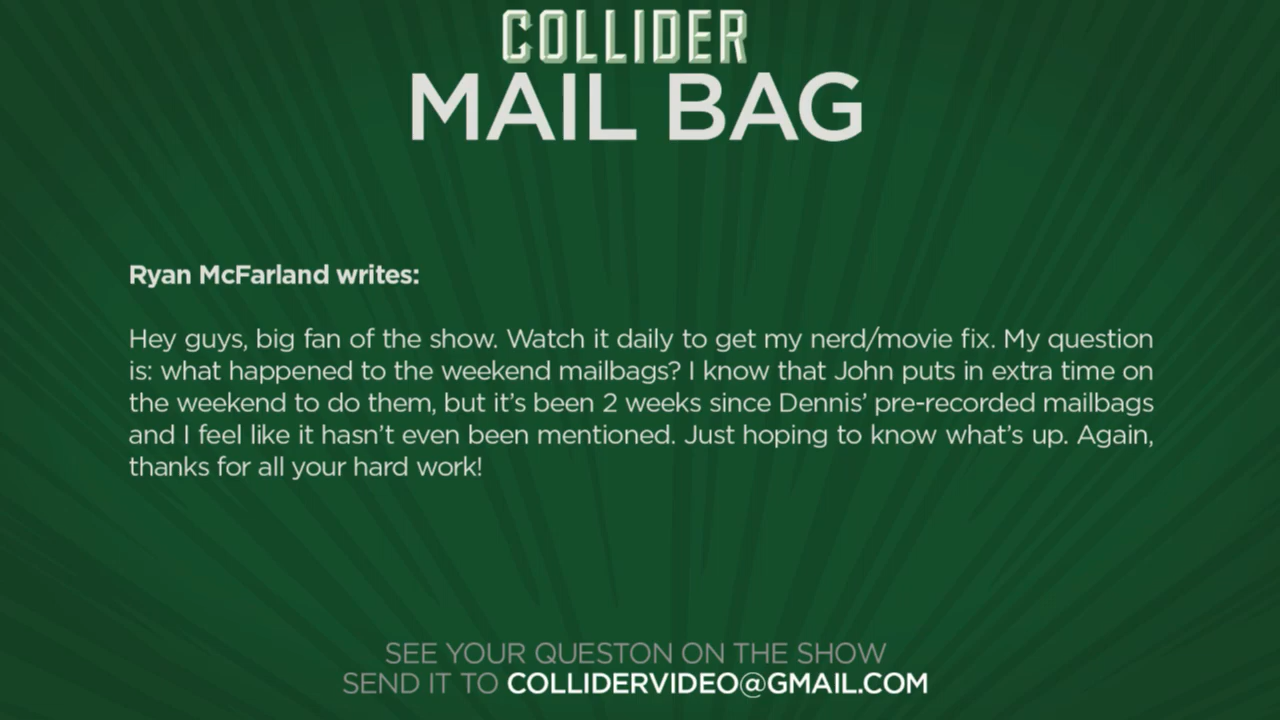 COLLIDER
MAIL BAG
Ryan McFarland writes:
Hey guys, big fan of the show. Watch it daily to get my nerd/movie fix. My question
is: what happened to the weekend mailbags? I know that John puts in extra time on
the weekend to do them, but it’s been 2 weeks since Dennis’ pre-recorded mailbags
and I feel like it hasn’t even been mentioned. Just hoping to know what’s up. Again,
thanks for all your hard work!
SEE YOUR QUESTON ON THE SHOW
SEND IT TO COLLIDERVIDEO@GMAIL.COM